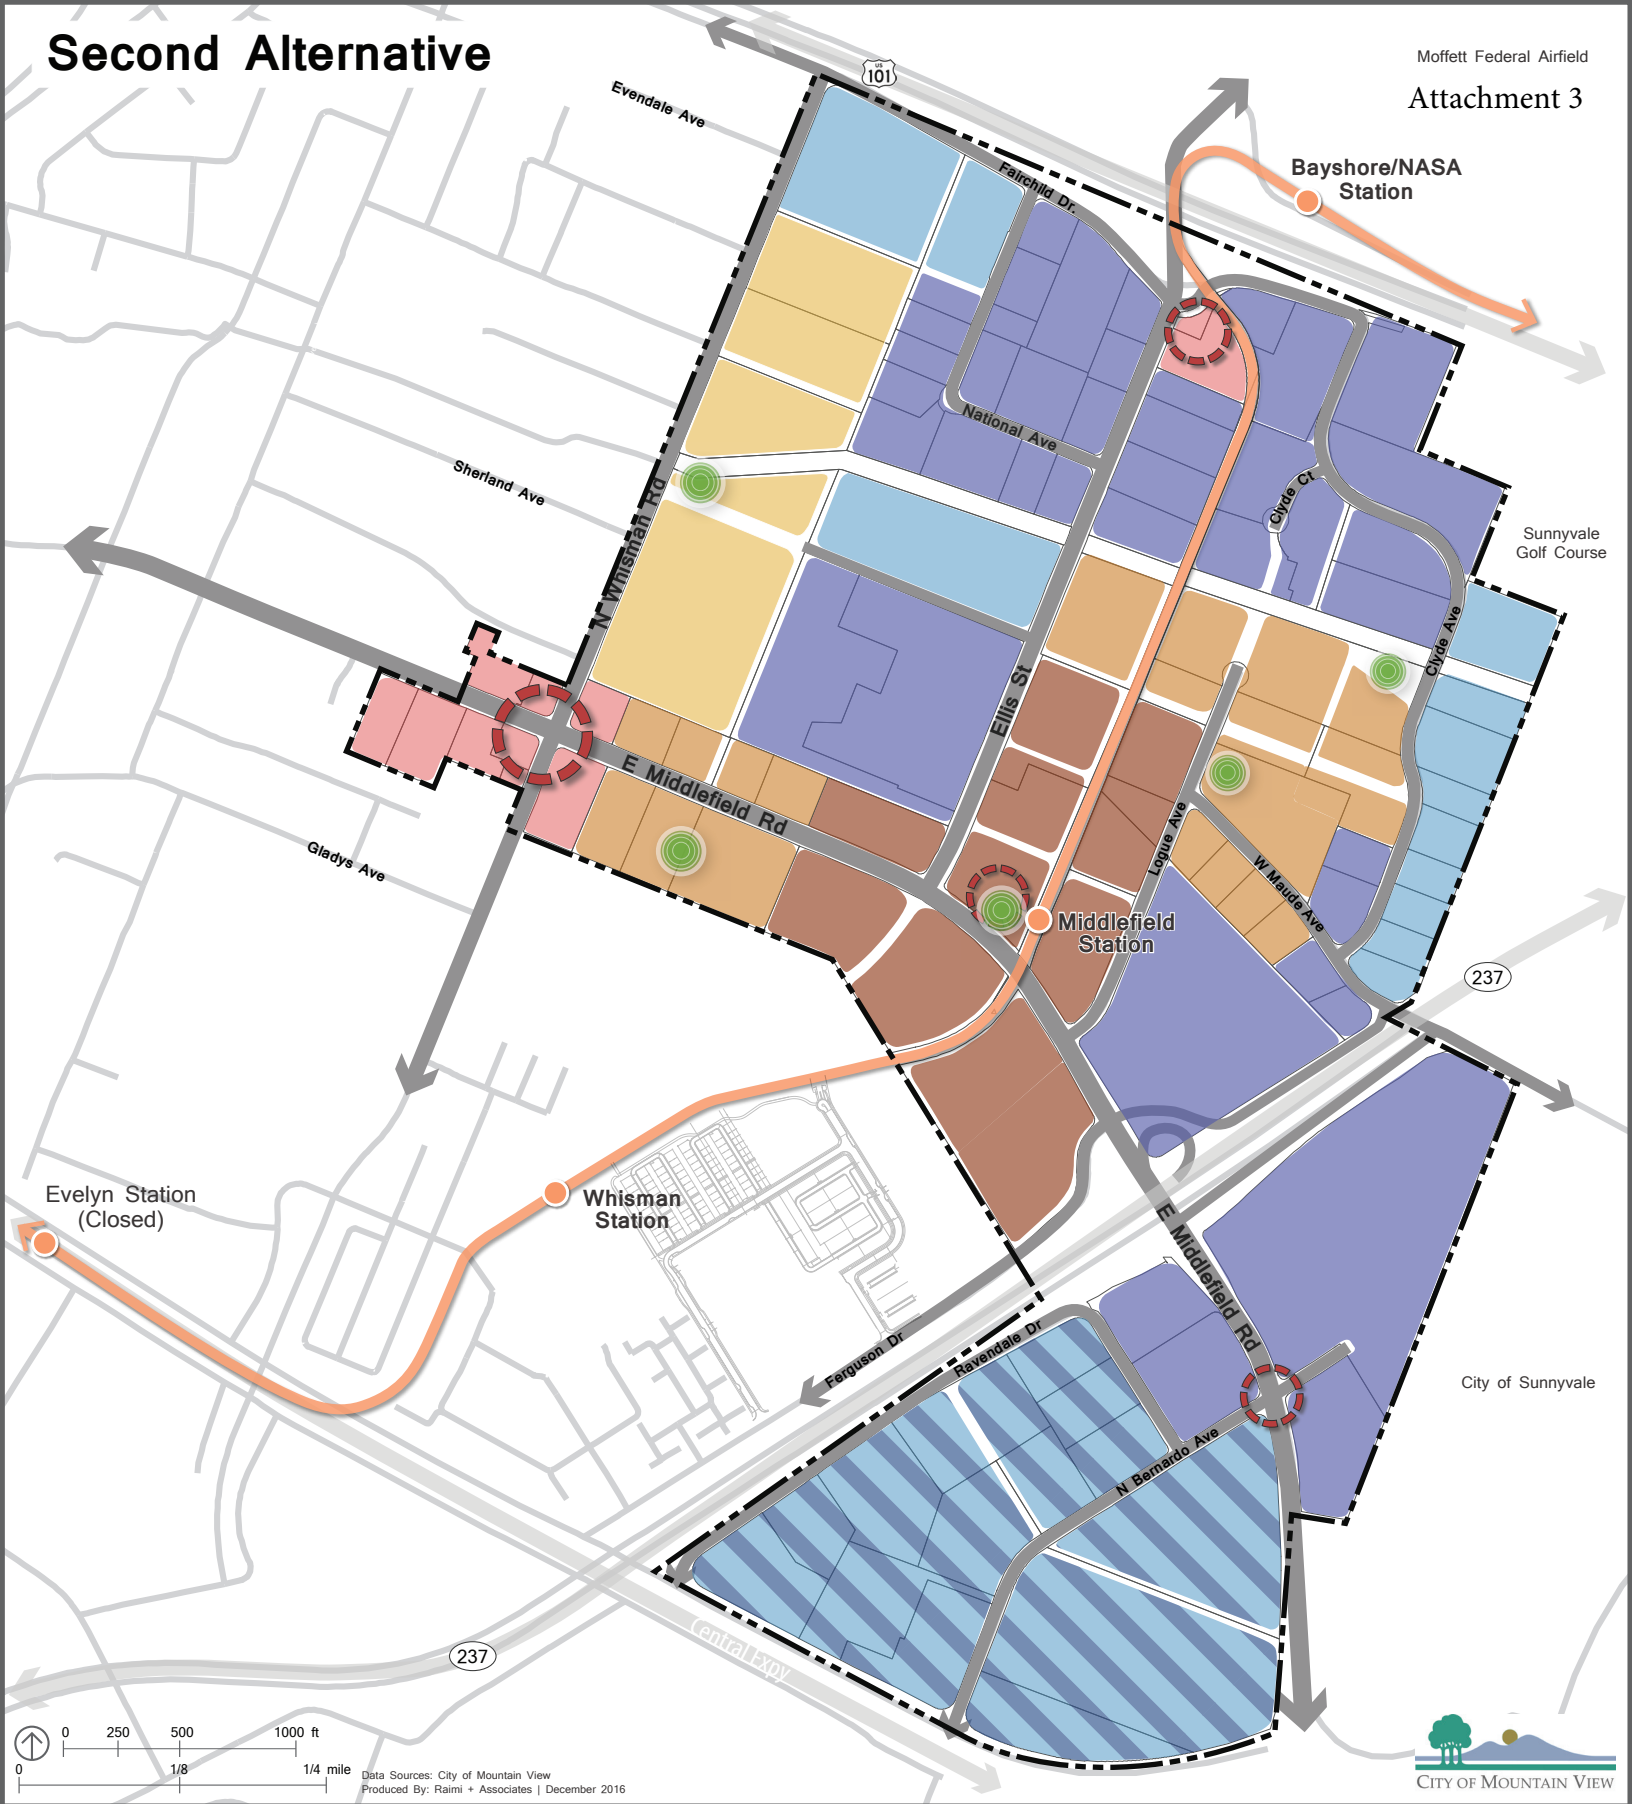 Second Alternative
Moffett Federal Airfield
Attachment 3
US
101
Evendale Ave
Fairchild Dr.
Bayshore/NASA
Station
National Ave
Sherland Ave
Clyde Ct
N Whisman Rd
Sunnyvale
Golf Course
Clyde Ave
Ellis St
E Middlefield Rd
Gladys Ave
Logue Ave
W Maude Ave
Middlefield
Station
237
Evelyn Station
(Closed)
Whisman
Station
E Middlefield Rd
Ferguson Dr
Ravendale Dr
City of Sunnyvale
N Bernardo Ave
Central Expy
237
0 250 500 1000 ft
0 1/8 1/4 mile
Data Sources: City of Mountain View
Produced By: Raimi + Associates | December 2016
CITY OF MOUNTAIN VIEW